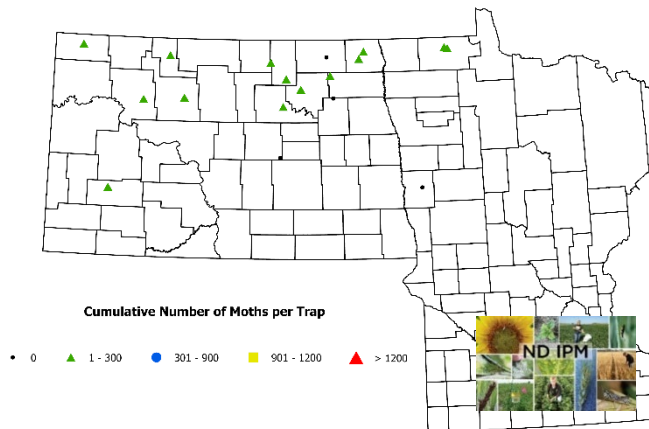 Cumulative Number of Moths per Trap
0 1 - 300 301 - 900 901 - 1200 > 1200
ND IPM